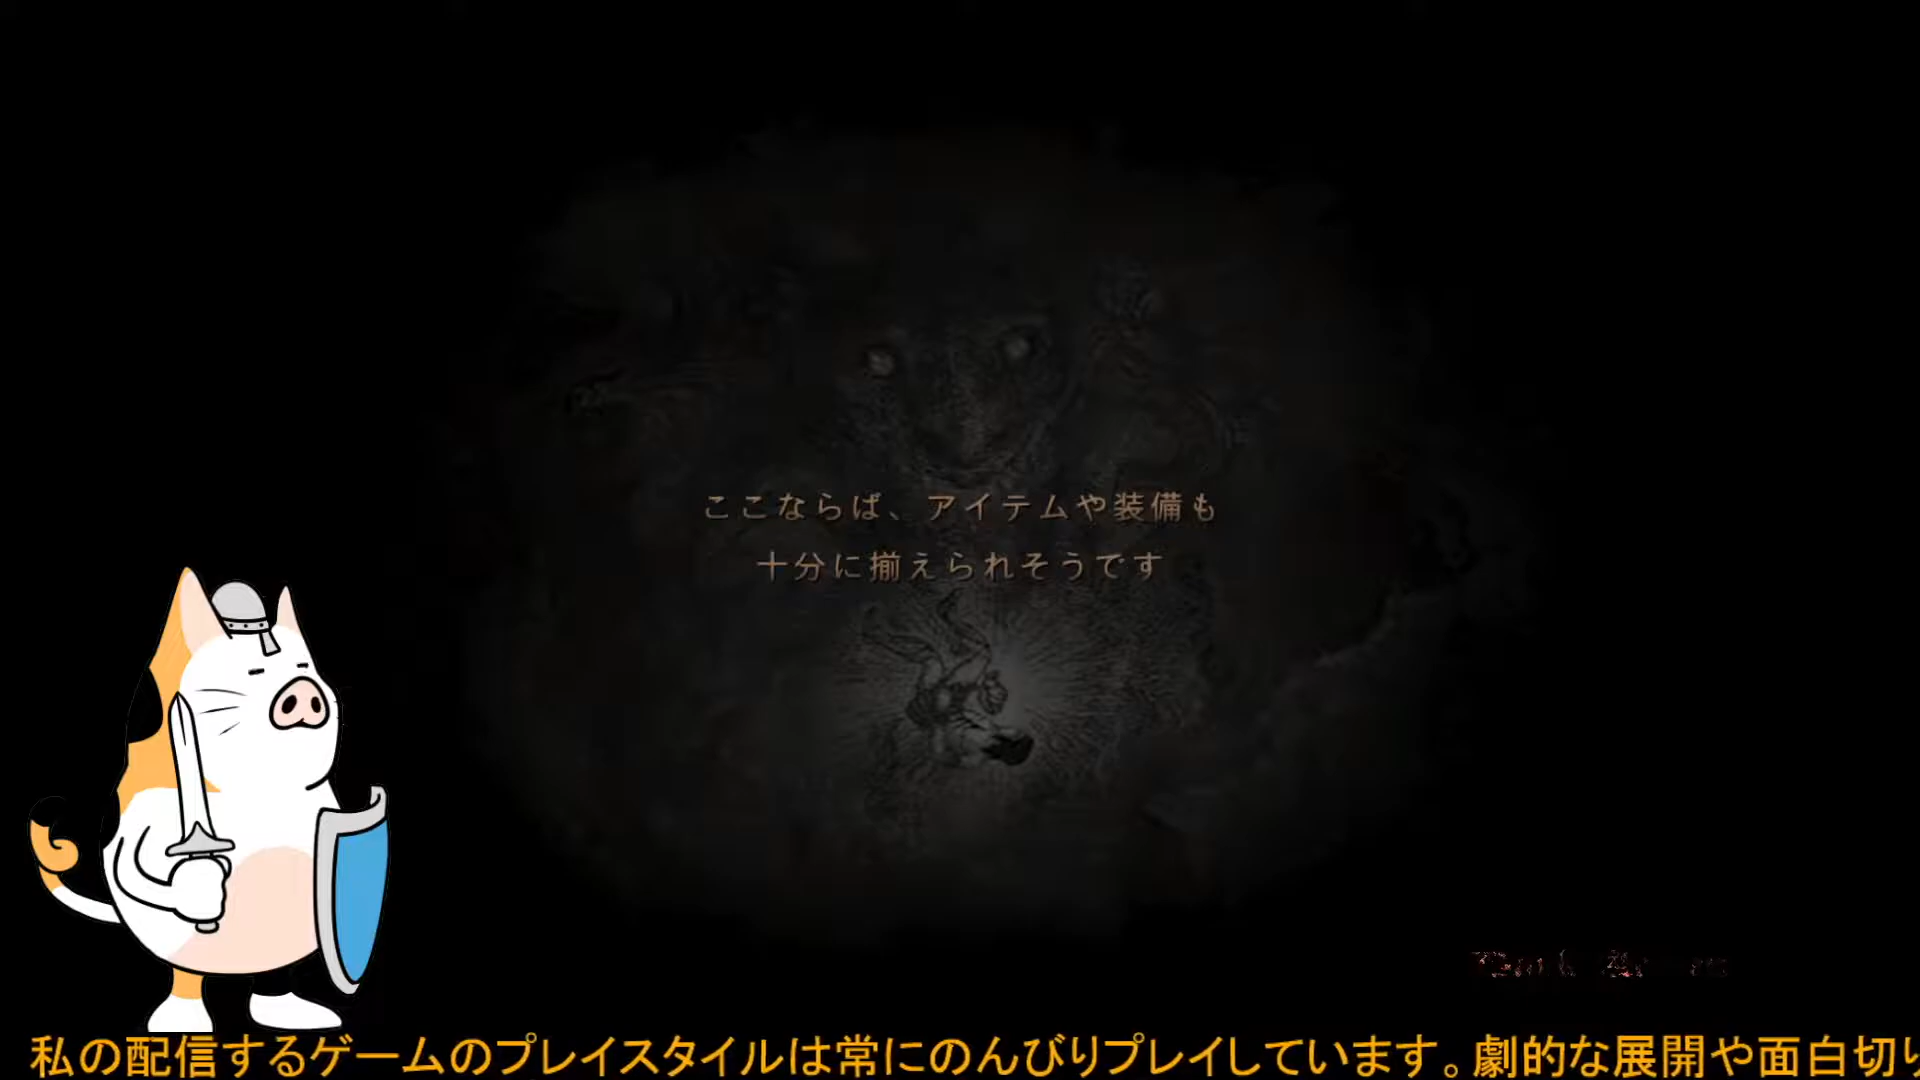 ここならば、アイテムや装備も
十分に揃えられそうです
私の配信するゲームのプレイスタイルは常にのんびりプレイしています。劇的な展開や面白切り